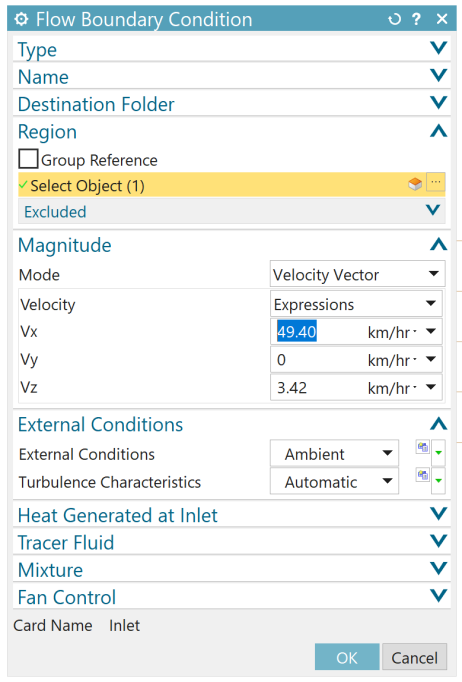 Flow Boundary Condition ?
Type
Name
Destination Folder
Region
Group Reference
Select Object (1) ...
Excluded
Magnitude
Mode Velocity Vector
Velocity Expressions
Vx 49.40 km/hr
Vy 0 km/hr
Vz 3.42 km/hr
External Conditions
External Conditions Ambient
Turbulence Characteristics Automatic
Heat Generated at Inlet
Tracer Fluid
Mixture
Fan Control
Card Name Inlet
OK Cancel